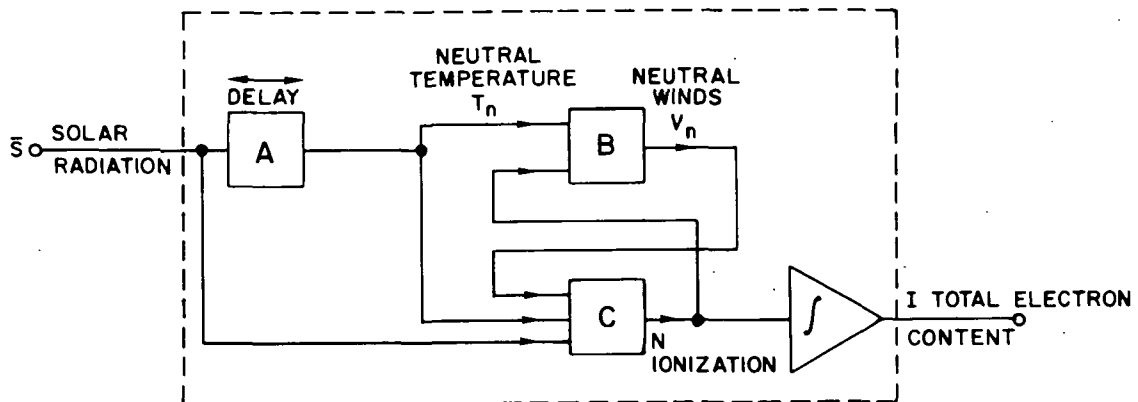 NEUTRAL
TEMPERATURE
Tn
NEUTRAL
WINDS
Vn
DELAY
S̄
SOLAR
RADIATION
A
B
C
N
IONIZATION
∫
I TOTAL ELECTRON
CONTENT